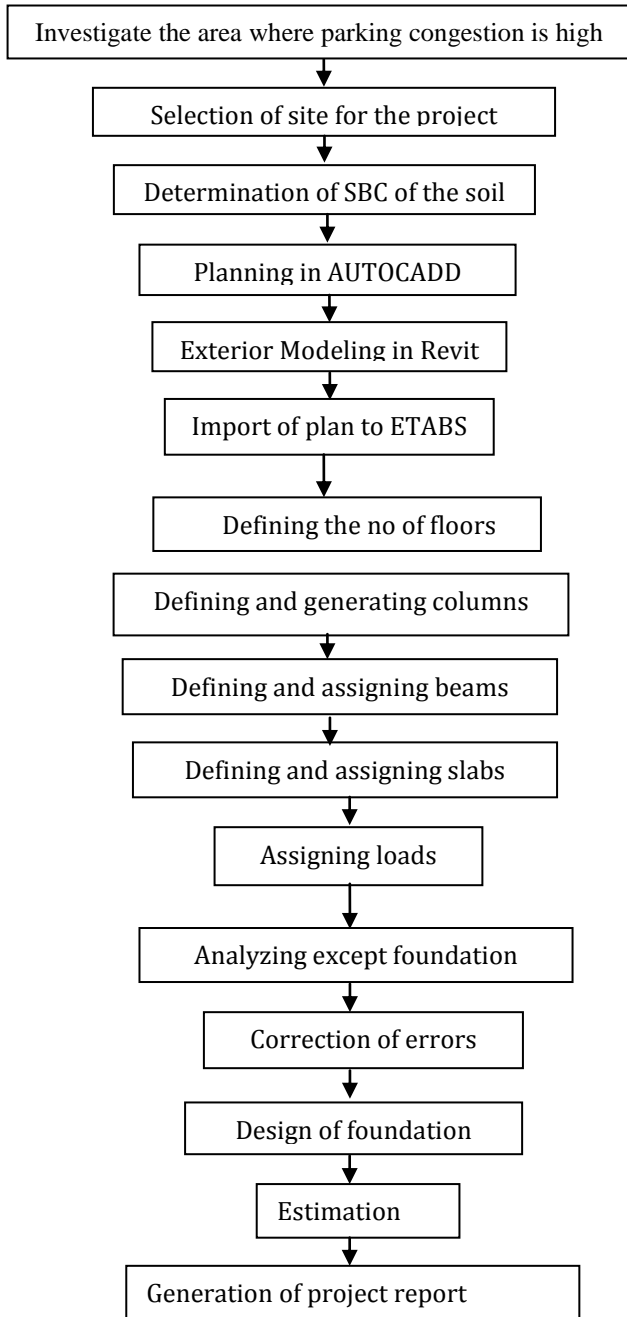 Investigate the area where parking congestion is high
Selection of site for the project
Determination of SBC of the soil
Planning in AUTOCADD
Exterior Modeling in Revit
Import of plan to ETABS
Defining the no of floors
Defining and generating columns
Defining and assigning beams
Defining and assigning slabs
Assigning loads
Analyzing except foundation
Correction of errors
Design of foundation
Estimation
Generation of project report